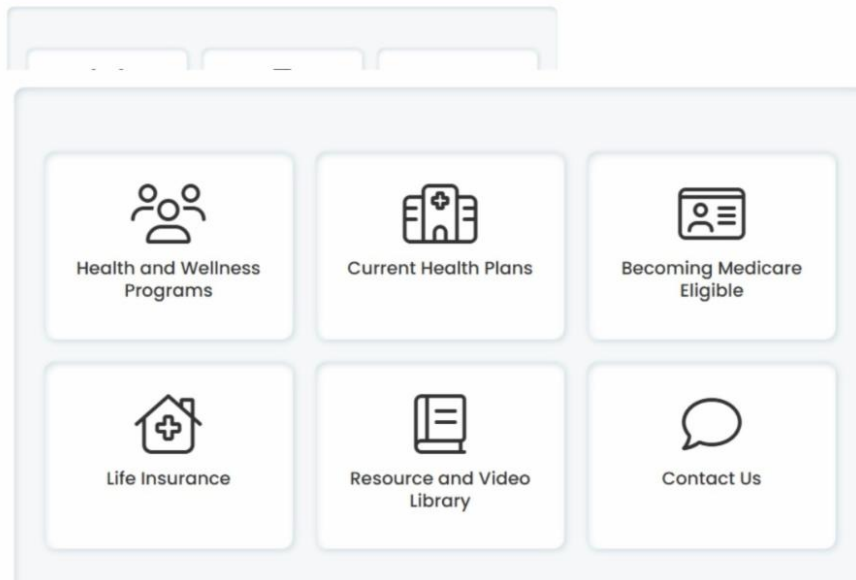 Health and Wellness
Programs
Current Health Plans
Becoming Medicare
Eligible
Life Insurance
Resource and Video
Library
Contact Us